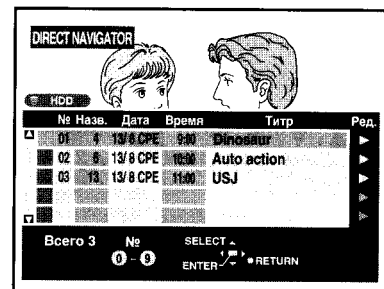 DIRECT NAVIGATOR
HDD
№ Назв. Дата Время Титр Ред.
01 4 13/8 СРЕ 9:00 Dinosaur
02 6 13/8 СРЕ 10:00 Auto action
03 13 13/8 СРЕ 11:00 USJ
Всего 3 № SELECT
0 - 9 ENTER RETURN